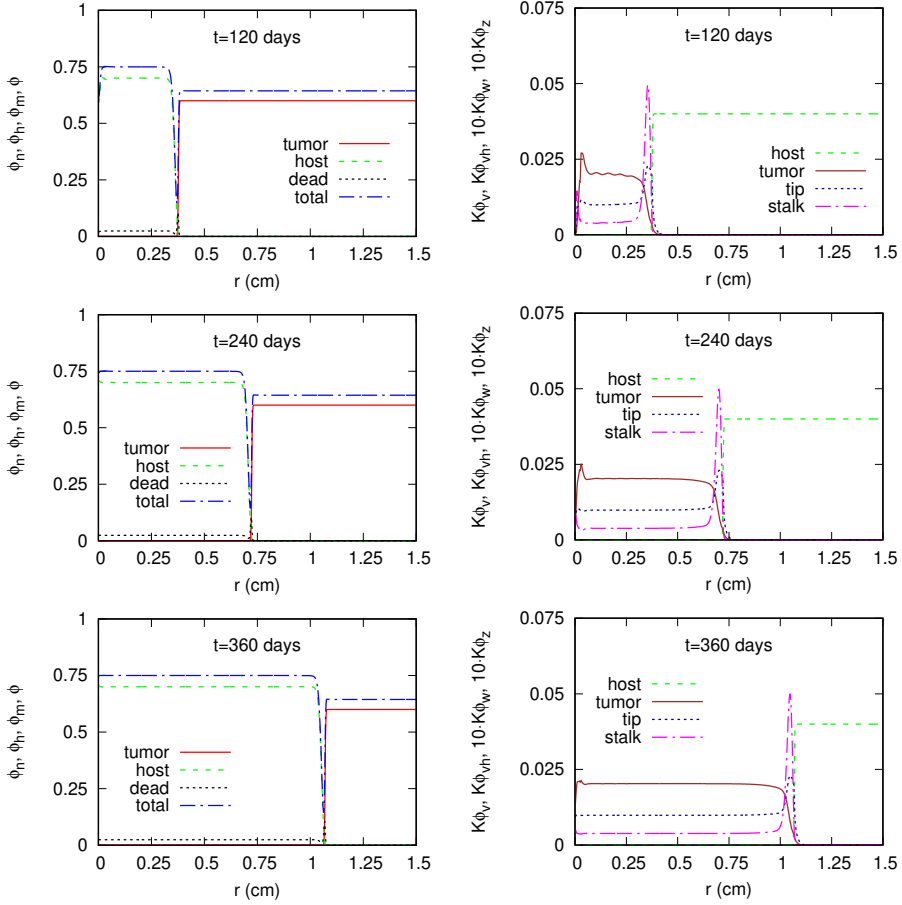 t=120 days
ϕn, ϕh, ϕm, ϕ
1
0.75
0.5
0.25
0
tumor
host
dead
total
0 0.25 0.5 0.75 1 1.25 1.5
r (cm)
t=120 days
Kϕv, Kϕvh, 10·Kϕw, 10·Kϕz
0.075
0.05
0.025
0
host
tumor
tip
stalk
0 0.25 0.5 0.75 1 1.25 1.5
r (cm)
t=240 days
ϕn, ϕh, ϕm, ϕ
1
0.75
0.5
0.25
0
tumor
host
dead
total
0 0.25 0.5 0.75 1 1.25 1.5
r (cm)
t=240 days
Kϕv, Kϕvh, 10·Kϕw, 10·Kϕz
0.075
0.05
0.025
0
host
tumor
tip
stalk
0 0.25 0.5 0.75 1 1.25 1.5
r (cm)
t=360 days
ϕn, ϕh, ϕm, ϕ
1
0.75
0.5
0.25
0
tumor
host
dead
total
0 0.25 0.5 0.75 1 1.25 1.5
r (cm)
t=360 days
Kϕv, Kϕvh, 10·Kϕw, 10·Kϕz
0.075
0.05
0.025
0
host
tumor
tip
stalk
0 0.25 0.5 0.75 1 1.25 1.5
r (cm)